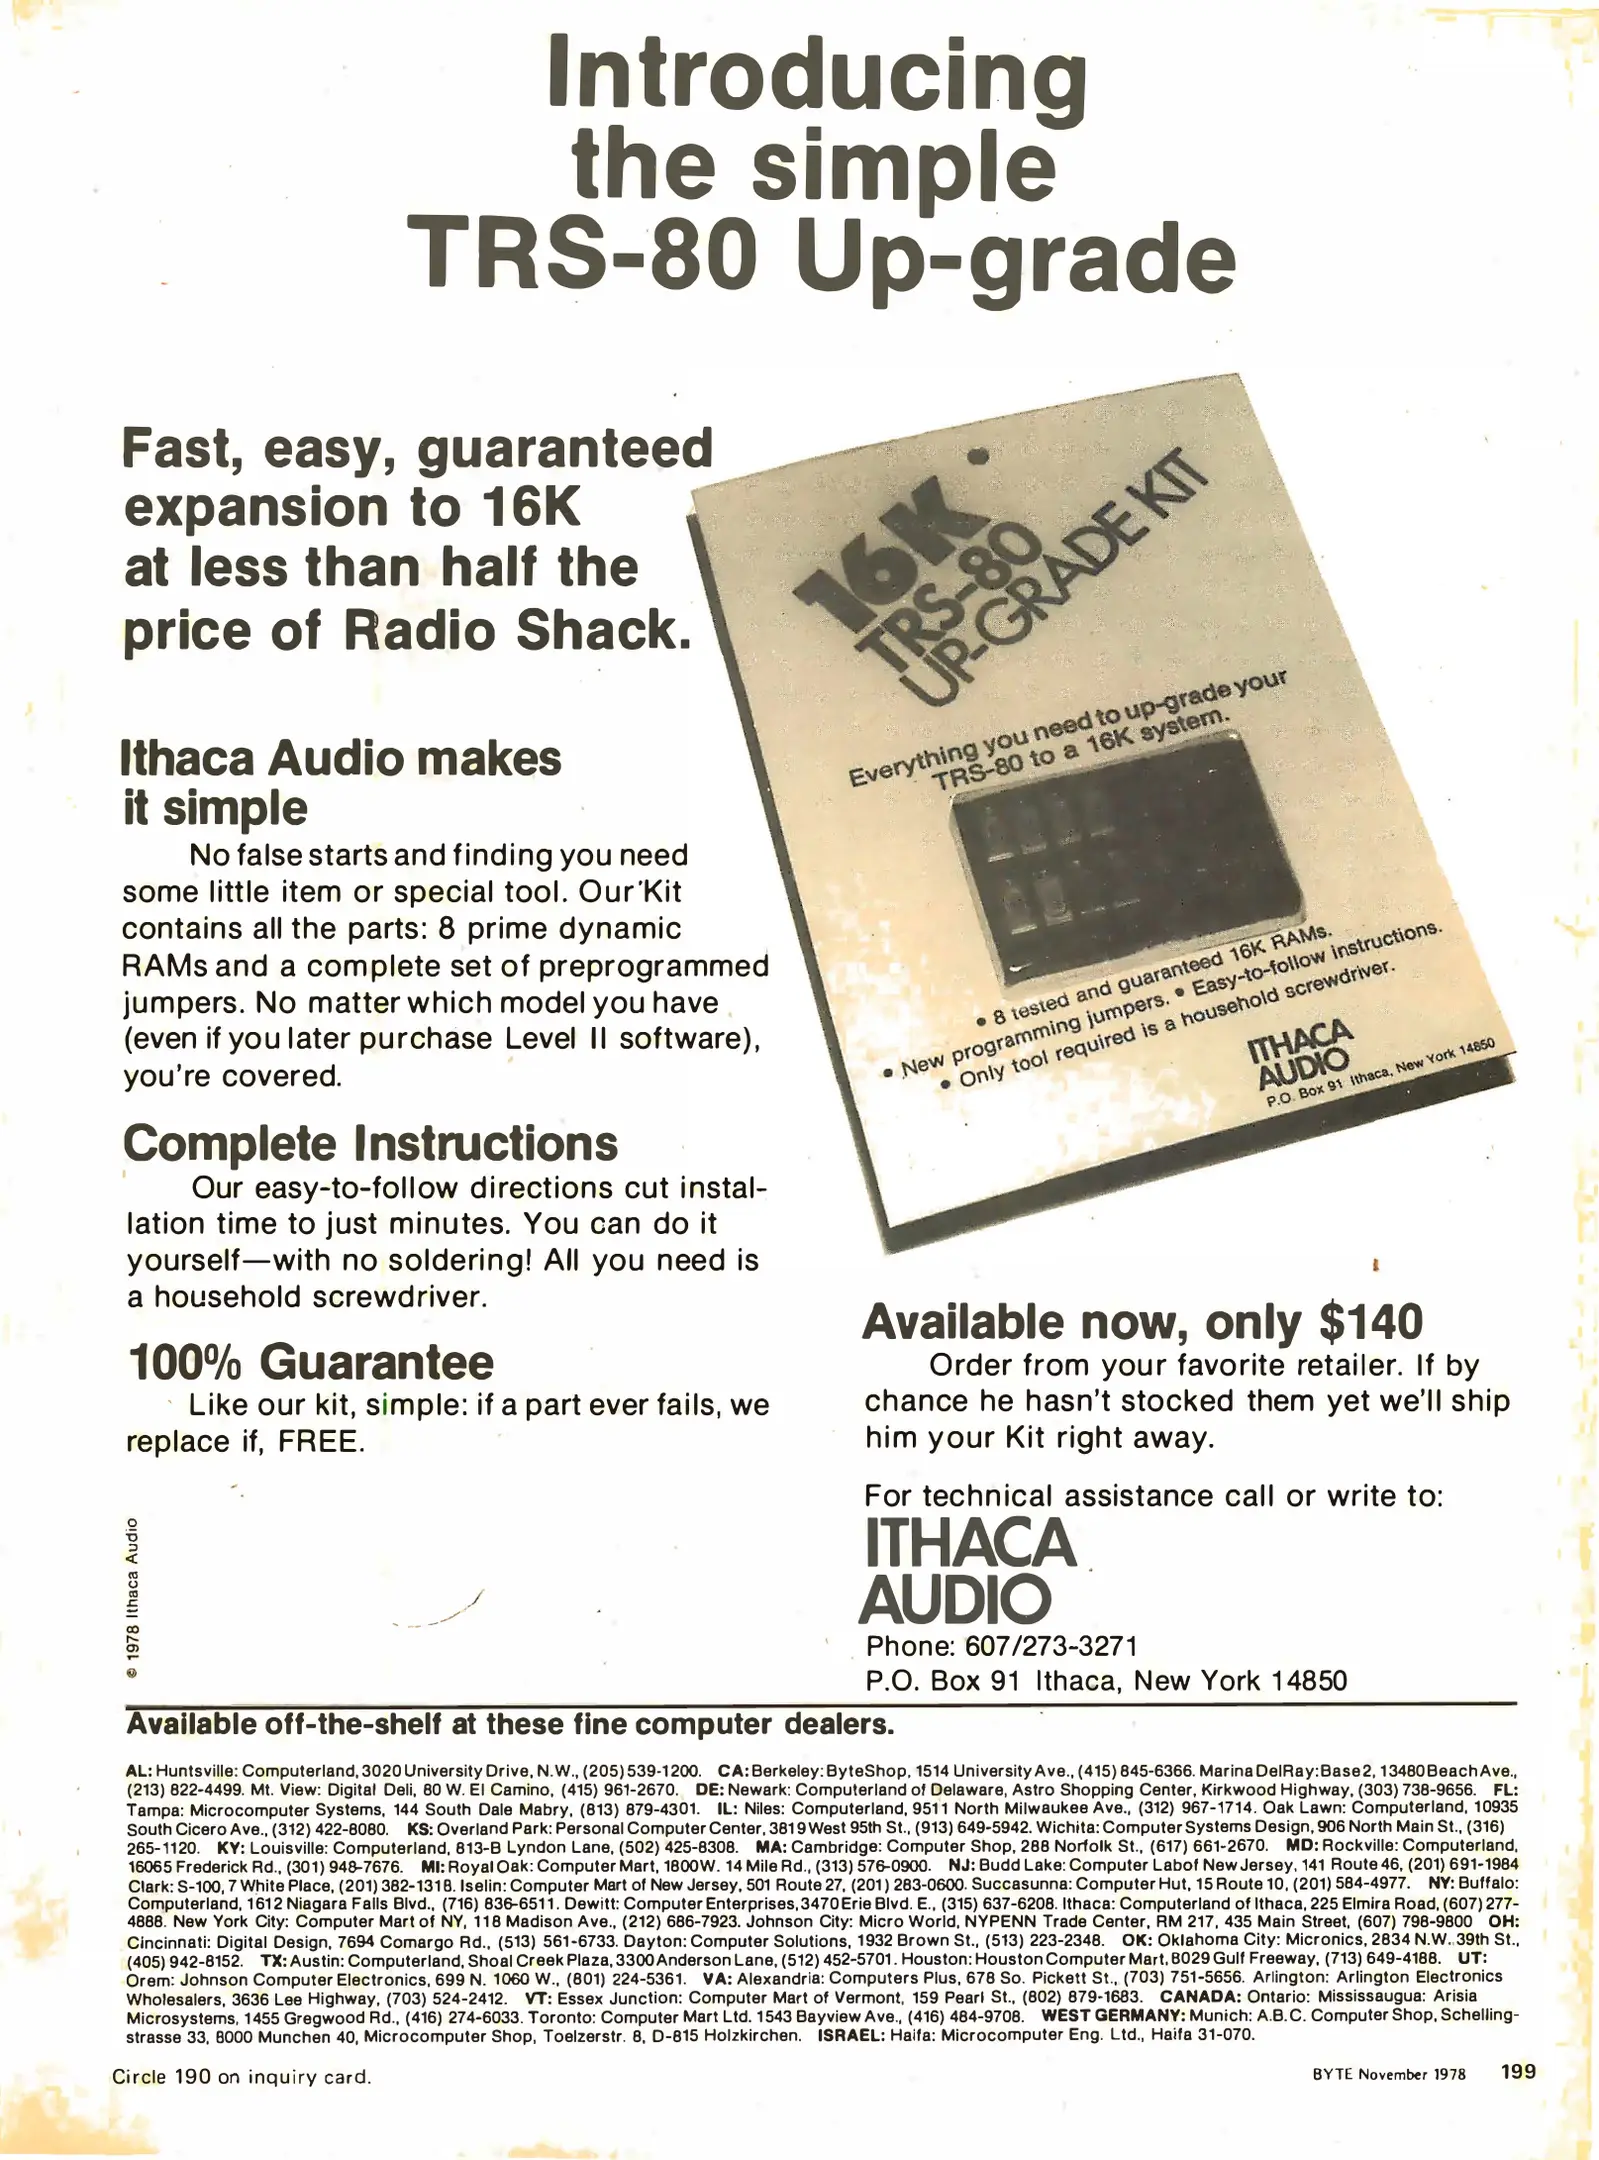 Introducing
the simple
TRS-80 Up-grade
Fast, easy, guaranteed
expansion to 16K
at less than half the
price of Radio Shack.
Ithaca Audio makes
it simple
No false starts and finding you need
some little item or special tool. Our Kit
contains all the parts: 8 prime dynamic
RAMs and a complete set of preprogrammed
jumpers. No matter which model you have
(even if you later purchase Level II software),
you're covered.
Complete Instructions
Our easy-to-follow directions cut instal-
lation time to just minutes. You can do it
yourself—with no soldering! All you need is
a household screwdriver.
100% Guarantee
Like our kit, simple: if a part ever fails, we
replace if, FREE.
© 1978 Ithaca Audio
16K
TRS-80
UP-GRADE KIT
Everything you need to up-grade your
TRS-80 to a 16K system.
• 8 tested and guaranteed 16K RAMs.
• New programming jumpers. • Easy-to-follow instructions.
• Only tool required is a household screwdriver.
ITHACA
AUDIO
P.O. Box 91 Ithaca, New York 14850
Available now, only $140
Order from your favorite retailer. If by
chance he hasn't stocked them yet we'll ship
him your Kit right away.
For technical assistance call or write to:
ITHACA
AUDIO
Phone: 607/273-3271
P.O. Box 91 Ithaca, New York 14850
Available off-the-shelf at these fine computer dealers.
AL: Huntsville: Computerland, 3020 University Drive, N.W., (205) 539-1200. CA: Berkeley: ByteShop, 1514 University Ave., (415) 845-6366. Marina DelRay: Base 2, 13480 Beach Ave.,
(213) 822-4499. Mt. View: Digital Deli, 80 W. El Camino, (415) 961-2670. DE: Newark: Computerland of Delaware, Astro Shopping Center, Kirkwood Highway, (303) 738-9656. FL:
Tampa: Microcomputer Systems, 144 South Dale Mabry, (813) 879-4301. IL: Niles: Computerland, 9511 North Milwaukee Ave., (312) 967-1714. Oak Lawn: Computerland, 10935
South Cicero Ave., (312) 422-8080. KS: Overland Park: Personal Computer Center, 3819 West 95th St., (913) 649-5942. Wichita: Computer Systems Design, 906 North Main St., (316)
265-1120. KY: Louisville: Computerland, 813-B Lyndon Lane, (502) 425-8308. MA: Cambridge: Computer Shop, 288 Norfolk St., (617) 661-2670. MD: Rockville: Computerland,
16065 Frederick Rd., (301) 948-7676. MI: Royal Oak: Computer Mart, 1800W. 14 Mile Rd., (313) 576-0900. NJ: Budd Lake: Computer Lab of New Jersey, 141 Route 46, (201) 691-1984
Clark: S-100, 7 White Place, (201) 382-1318. Iselin: Computer Mart of New Jersey, 501 Route 27, (201) 283-0600. Succasunna: Computer Hut, 15 Route 10, (201) 584-4977. NY: Buffalo:
Computerland, 1612 Niagara Falls Blvd., (716) 836-6511. Dewitt: Computer Enterprises, 3470 Erie Blvd. E., (315) 637-6208. Ithaca: Computerland of Ithaca, 225 Elmira Road, (607) 277-
4888. New York City: Computer Mart of NY, 118 Madison Ave., (212) 686-7923. Johnson City: Micro World, NYPENN Trade Center, RM 217, 435 Main Street, (607) 798-9800 OH:
Cincinnati: Digital Design, 7694 Comargo Rd., (513) 561-6733. Dayton: Computer Solutions, 1932 Brown St., (513) 223-2348. OK: Oklahoma City: Micronics, 2834 N.W. 39th St.,
(405) 942-8152. TX: Austin: Computerland, Shoal Creek Plaza, 3300 Anderson Lane, (512) 452-5701. Houston: Houston Computer Mart, 8029 Gulf Freeway, (713) 649-4188. UT:
Orem: Johnson Computer Electronics, 699 N. 1060 W., (801) 224-5361. VA: Alexandria: Computers Plus, 678 So. Pickett St., (703) 751-5656. Arlington: Arlington Electronics
Wholesalers, 3636 Lee Highway, (703) 524-2412. VT: Essex Junction: Computer Mart of Vermont, 159 Pearl St., (802) 879-1683. CANADA: Ontario: Mississaugua: Arisia
Microsystems, 1455 Gregwood Rd., (416) 274-6033. Toronto: Computer Mart Ltd. 1543 Bayview Ave., (416) 484-9708. WEST GERMANY: Munich: A.B.C. Computer Shop, Schelling-
strasse 33, 8000 Munchen 40, Microcomputer Shop, Toelzerstr. 8, D-815 Holzkirchen. ISRAEL: Haifa: Microcomputer Eng. Ltd., Haifa 31-070.
Circle 190 on inquiry card.
BYTE November 1978 199